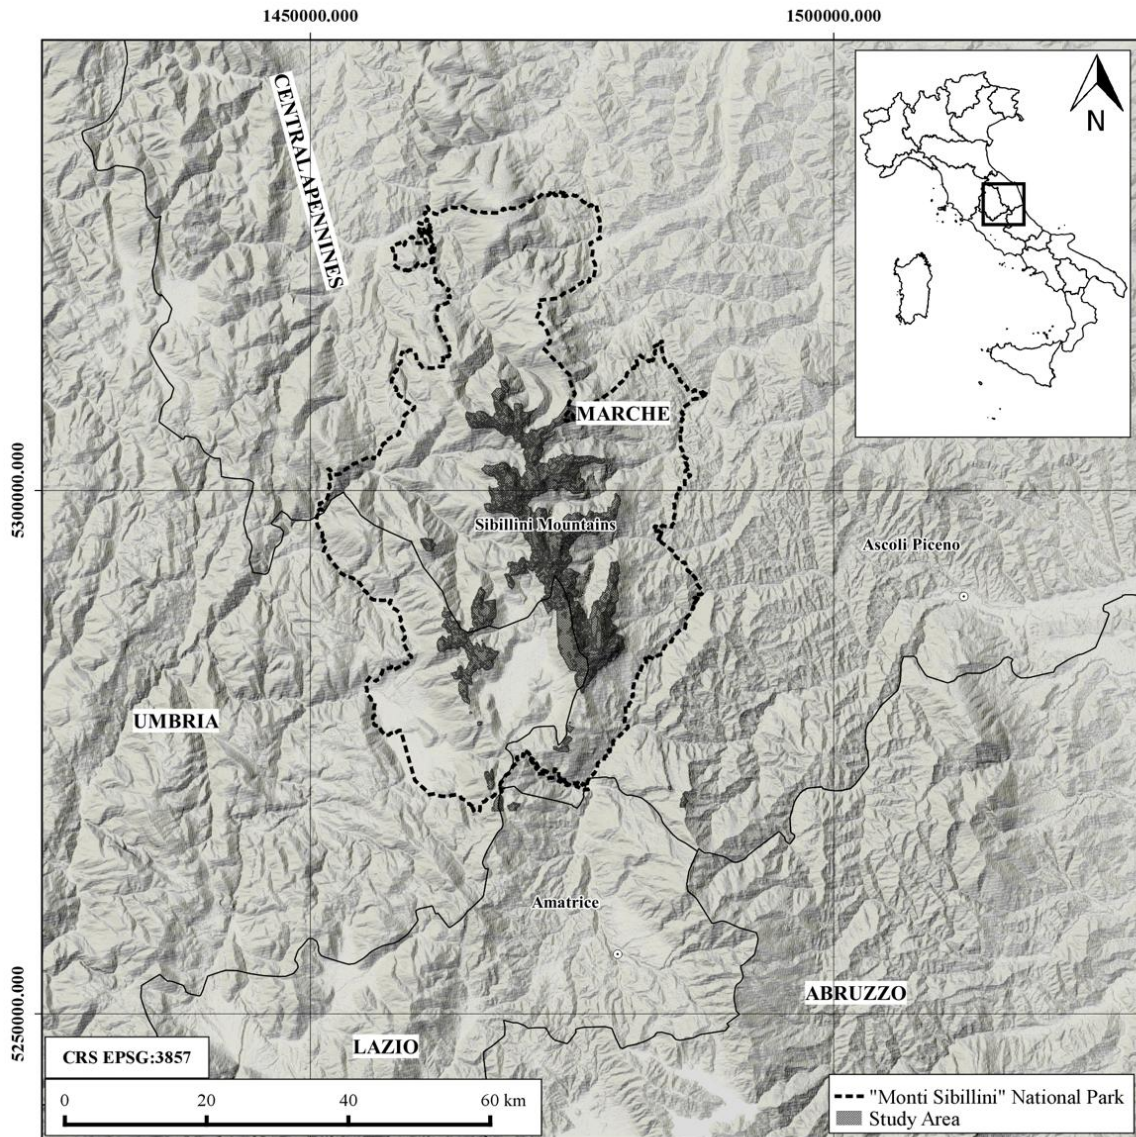 1450000.000
1500000.000
N
CENTRAL APENNINES
MARCHE
5300000.000
Sibillini Mountains
Ascoli Piceno
UMBRIA
Amatrice
ABRUZZO
5250000.000
LAZIO
CRS EPSG:3857
0 20 40 60 km
"Monti Sibillini" National Park
Study Area